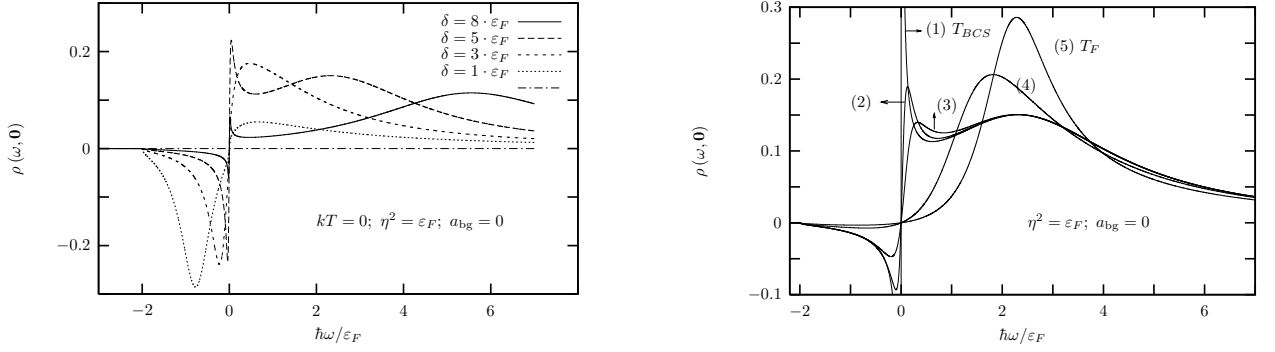 δ = 8 · ε_F
δ = 5 · ε_F
δ = 3 · ε_F
δ = 1 · ε_F
0.2
0
−0.2
ρ (ω, 0)
kT = 0; η² = ε_F; a_bg = 0
−2
0
2
4
6
8
ħω/ε_F
0.3
0.2
0.1
0
−0.1
ρ (ω, 0)
(1) T_BCS
(5) T_F
(4)
(2)
(3)
η² = ε_F; a_bg = 0
−2
0
2
4
6
ħω/ε_F